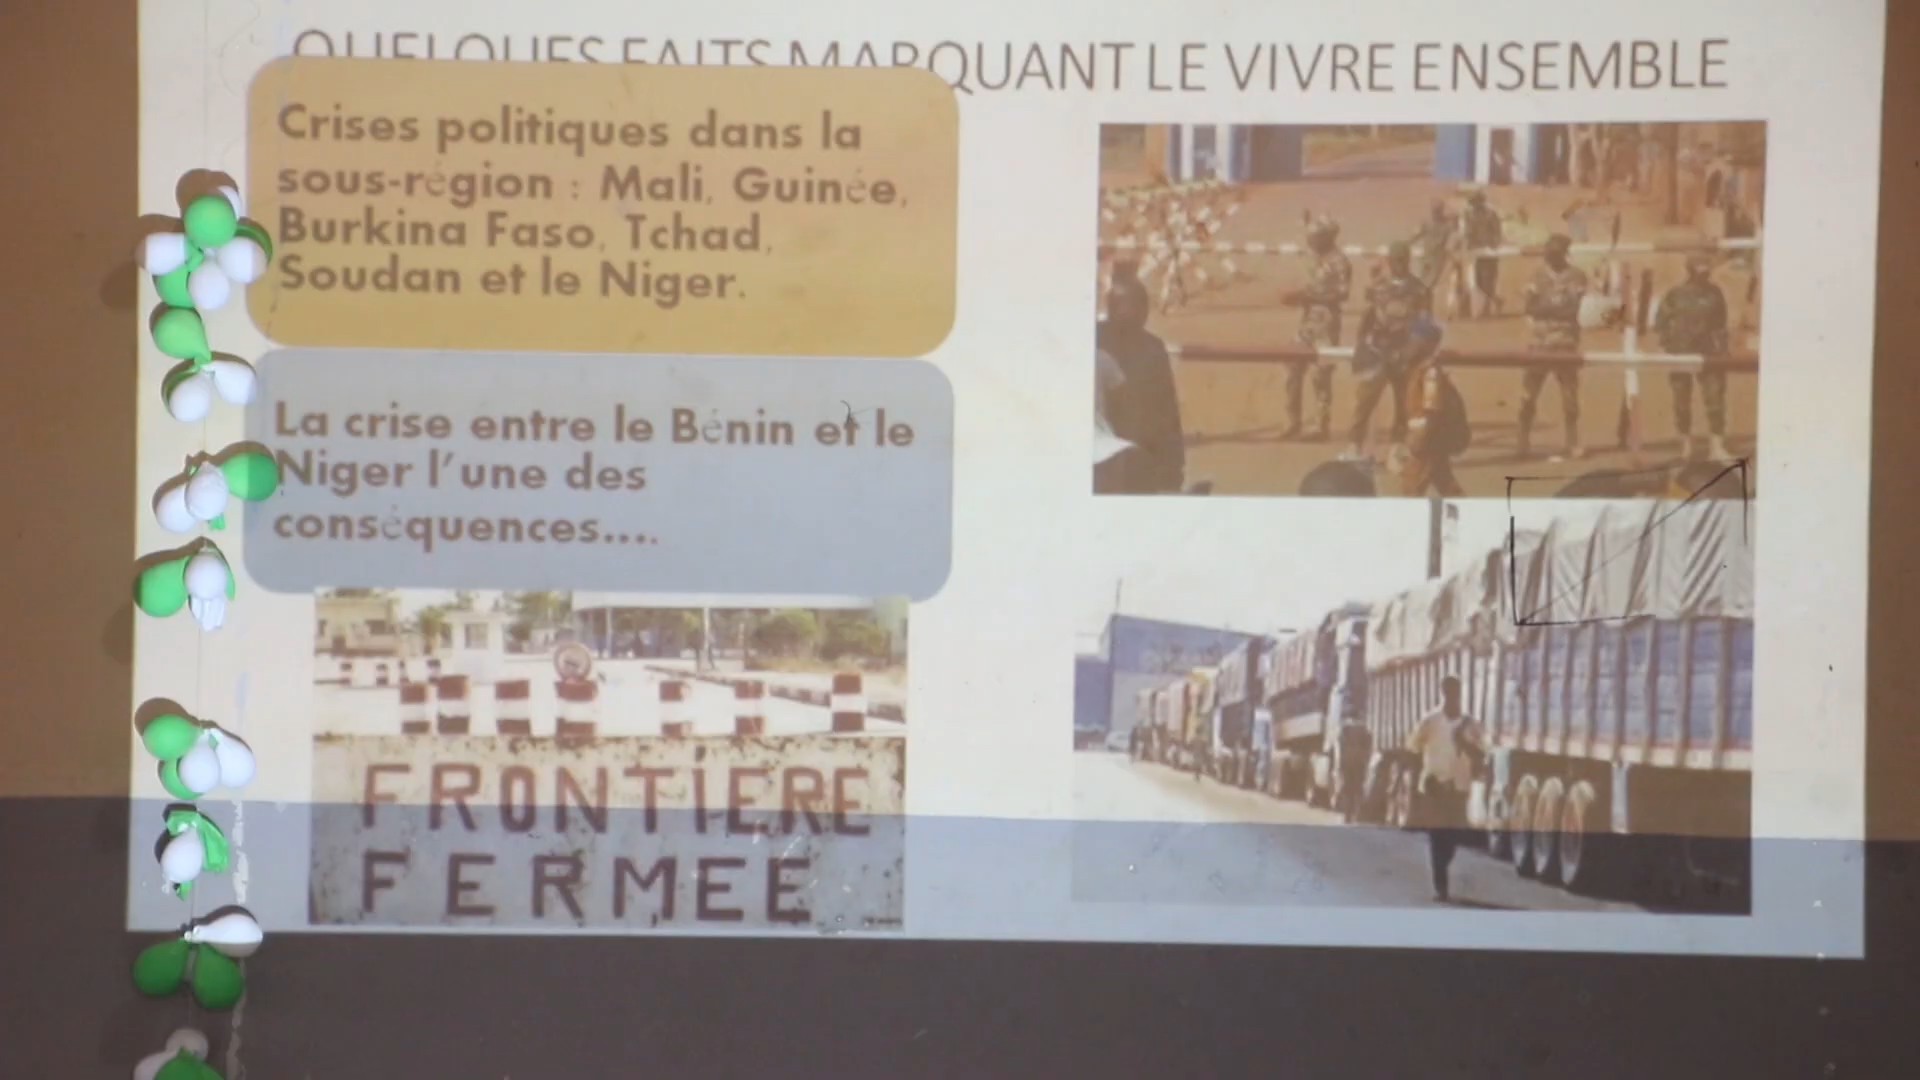 QUELQUES FAITS MARQUANT LE VIVRE ENSEMBLE
Crises politiques dans la
sous-région : Mali, Guinée,
Burkina Faso, Tchad,
Soudan et le Niger.
La crise entre le Bénin et le
Niger l'une des
conséquences....
FRONTIERE
FERMEE